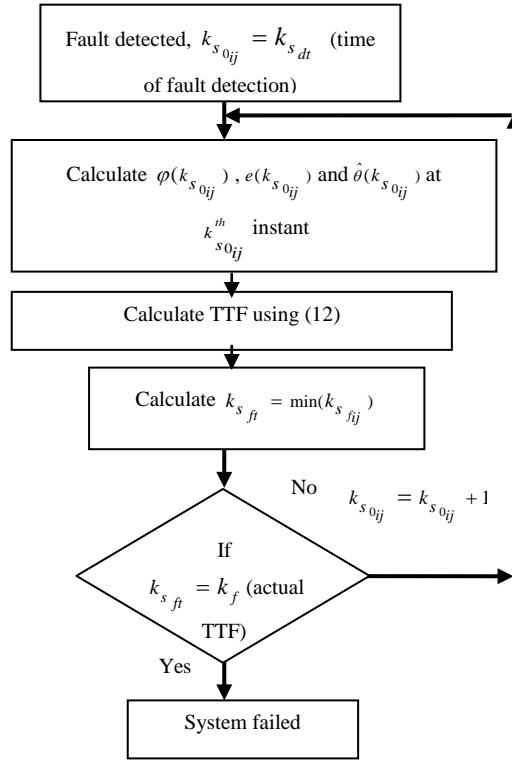 Fault detected, k_{s_{0ij}} = k_{s_{dt}} (time
of fault detection)
Calculate φ(k_{s_{0ij}}) , e(k_{s_{0ij}}) and θ̂(k_{s_{0ij}}) at
k_{s_{0ij}}^{th} instant
Calculate TTF using (12)
Calculate k_{s_{ft}} = min(k_{s_{fij}})
No k_{s_{0ij}} = k_{s_{0ij}} + 1
If
k_{s_{ft}} = k_f (actual
TTF)
Yes
System failed